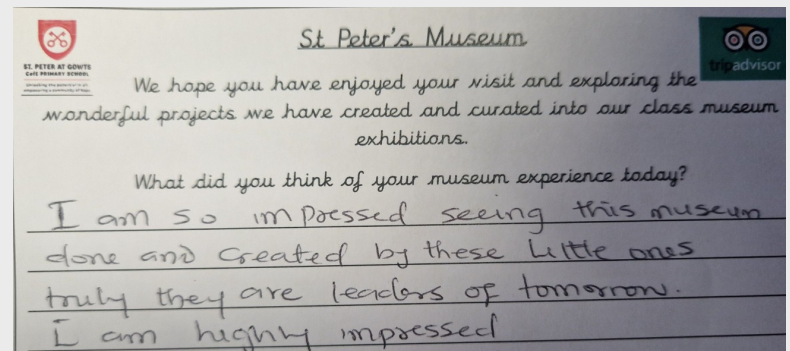 St Peter's Museum
ST. PETER AT GOWTS
CofE PRIMARY SCHOOL
tripadvisor
We hope you have enjoyed your visit and exploring the
wonderful projects we have created and curated into our class museum
exhibitions.
What did you think of your museum experience today?
I am so impressed seeing this museum
done and created by these little ones
truly they are leaders of tomorrow.
I am highly impressed